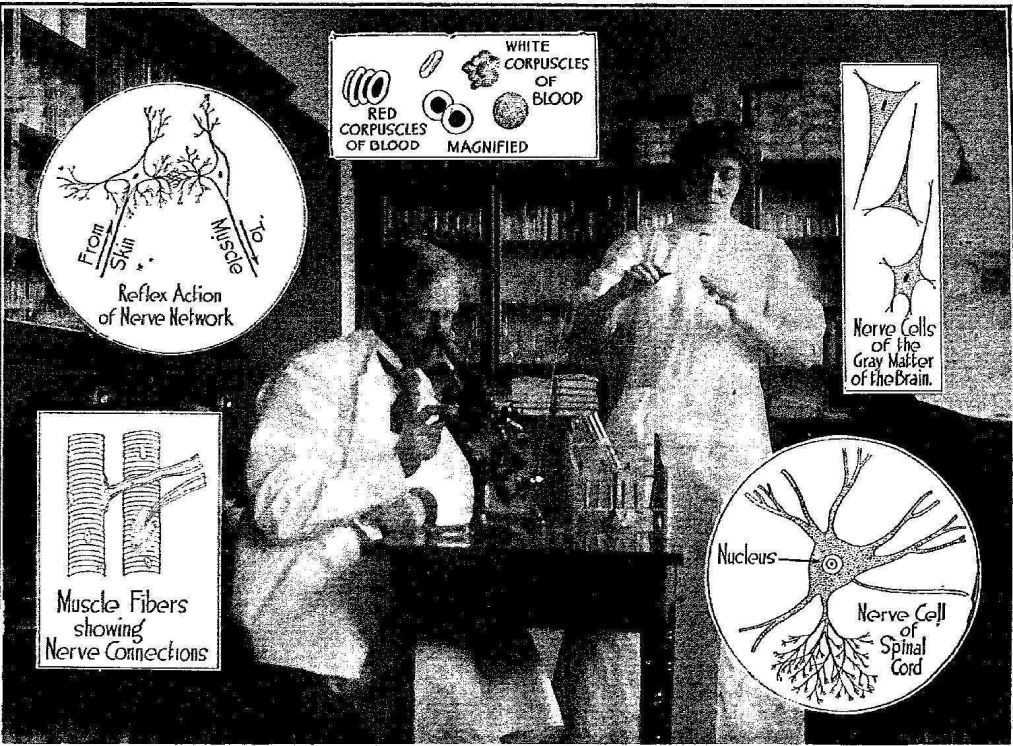 WHITE
CORPUSCLES
OF
BLOOD
RED
CORPUSCLES
OF BLOOD
MAGNIFIED
From
Skin
To
Muscle
Reflex Action
of Nerve Network
Nerve Cells
of the
Gray Matter
of the Brain.
Muscle Fibers
showing
Nerve Connections
Nucleus
Nerve Cell
of
Spinal
Cord